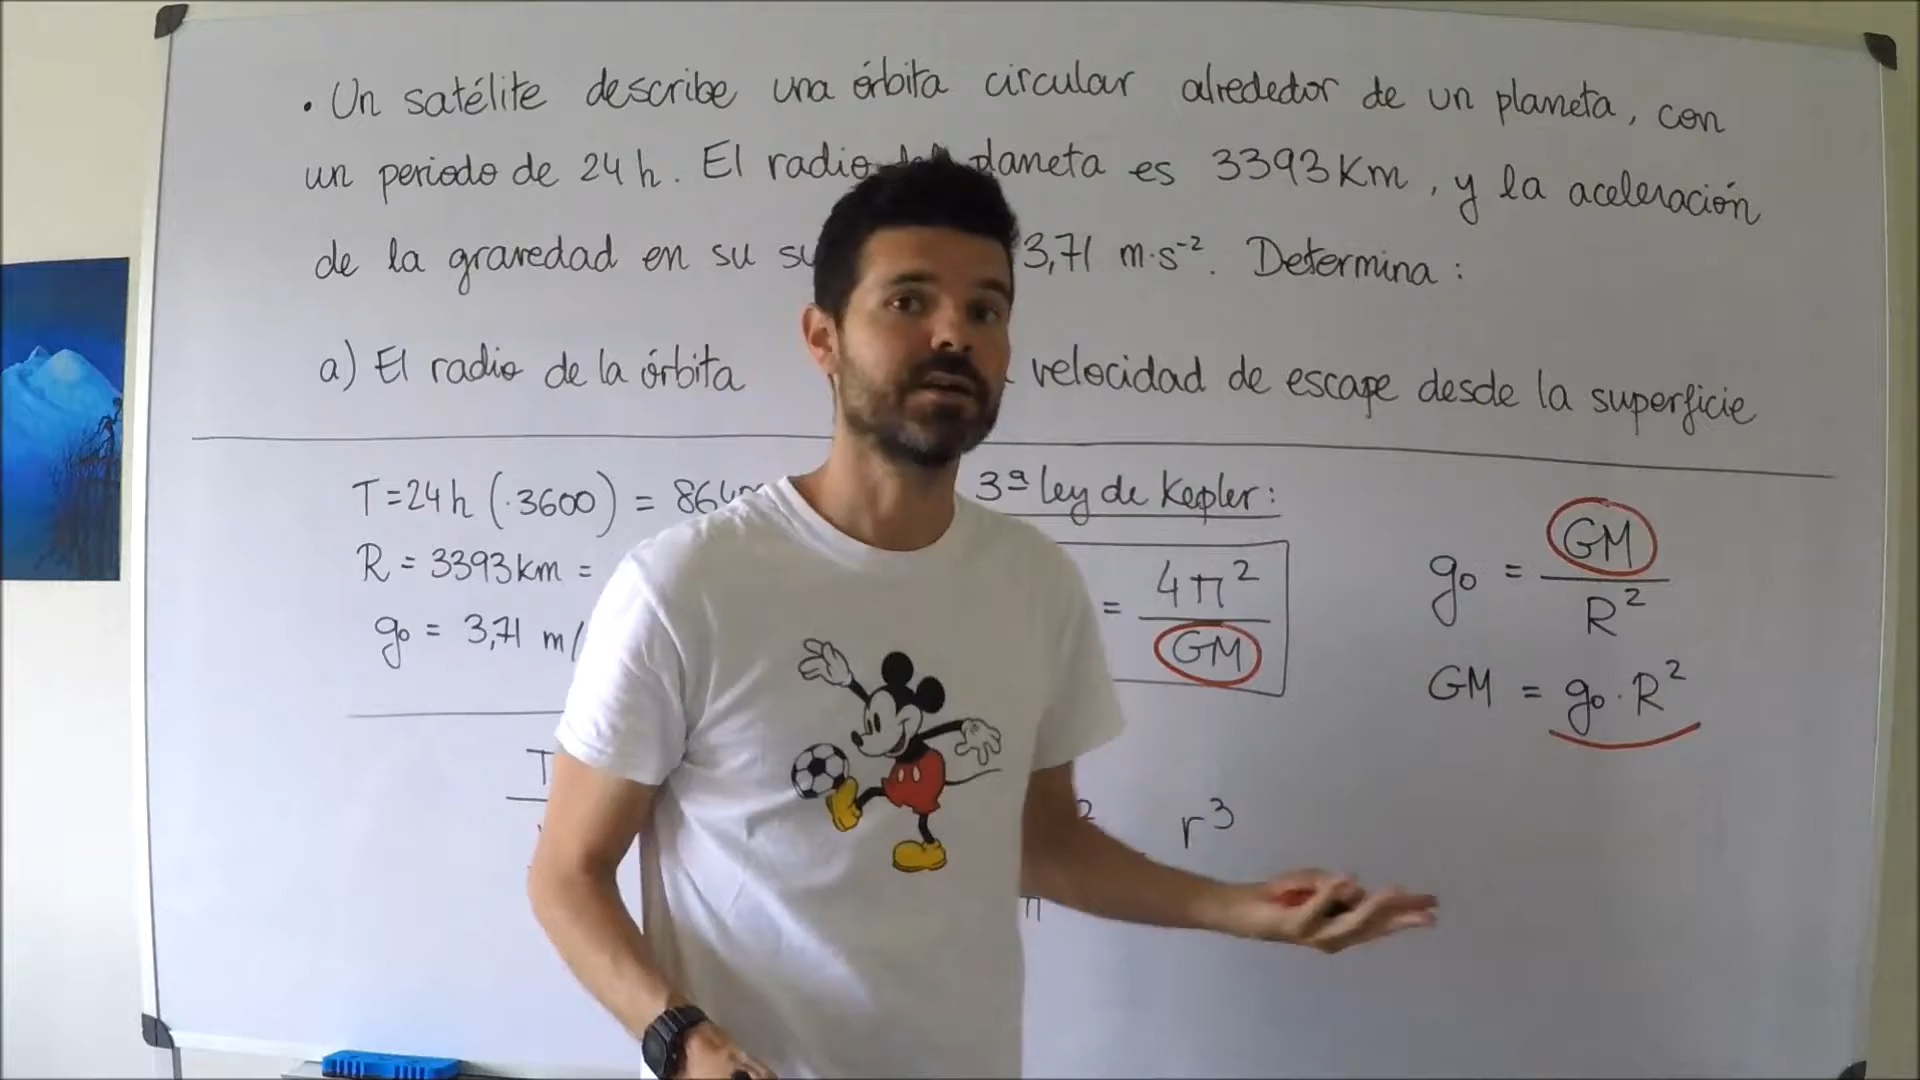 • Un satélite describe una órbita circular alrededor de un planeta, con
un periodo de 24 h. El radio del planeta es 3393 Km, y la aceleración
de la gravedad en su su 3,71 m·s⁻². Determina:
a) El radio de la órbita velocidad de escape desde la superficie
T = 24 h (·3600) = 864
R = 3393 km =
g₀ = 3,71 m/
3ª ley de Kepler:
= 4π² / GM
g₀ = GM / R²
GM = g₀ · R²
T
2 r³
π